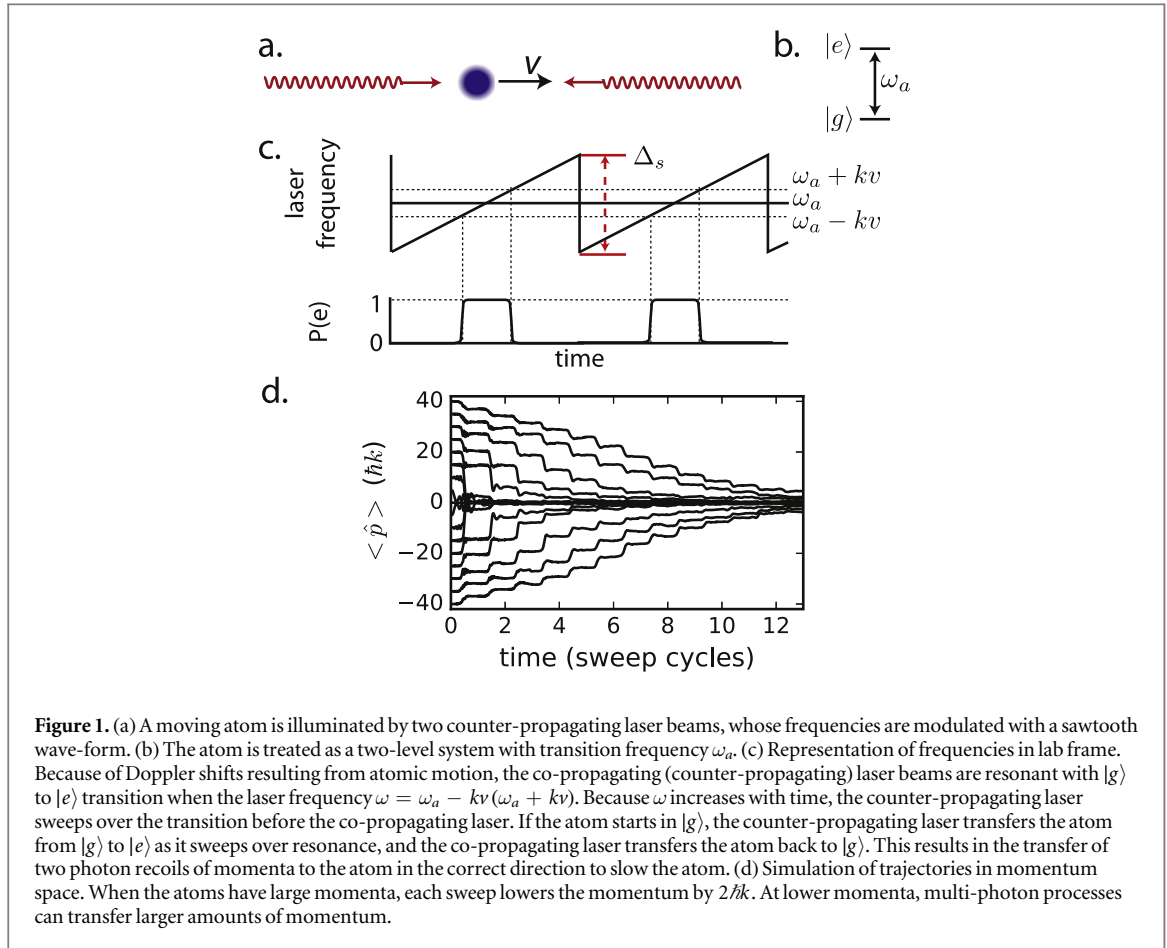 a.
v
b.
|e⟩
ω_a
|g⟩
c.
laser
frequency
Δ_s
ω_a + kv
ω_a
ω_a − kv
P(e)
1
0
time
d.
< p̂ > (ħk)
40
20
0
−20
−40
0 2 4 6 8 10 12
time (sweep cycles)
Figure 1. (a) A moving atom is illuminated by two counter-propagating laser beams, whose frequencies are modulated with a sawtooth
wave-form. (b) The atom is treated as a two-level system with transition frequency ω_a. (c) Representation of frequencies in lab frame.
Because of Doppler shifts resulting from atomic motion, the co-propagating (counter-propagating) laser beams are resonant with |g⟩
to |e⟩ transition when the laser frequency ω = ω_a − kv (ω_a + kv). Because ω increases with time, the counter-propagating laser
sweeps over the transition before the co-propagating laser. If the atom starts in |g⟩, the counter-propagating laser transfers the atom
from |g⟩ to |e⟩ as it sweeps over resonance, and the co-propagating laser transfers the atom back to |g⟩. This results in the transfer of
two photon recoils of momenta to the atom in the correct direction to slow the atom. (d) Simulation of trajectories in momentum
space. When the atoms have large momenta, each sweep lowers the momentum by 2ħk. At lower momenta, multi-photon processes
can transfer larger amounts of momentum.